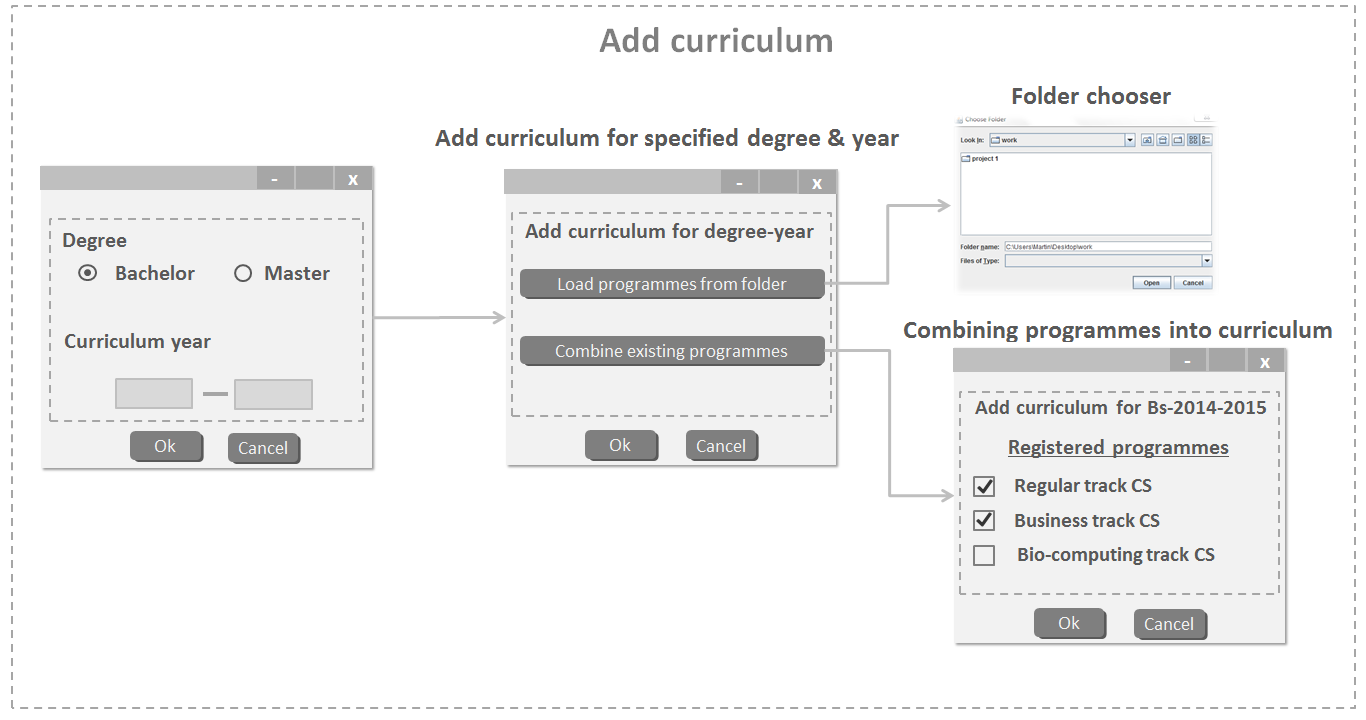 Add curriculum
Folder chooser
Add curriculum for specified degree & year
Choose Folder
Look In: work
project 1
Folder name: C:\Users\Martin\Desktop\work
Files of Type:
Open Cancel
- x
Degree
Bachelor Master
Curriculum year
Ok Cancel
- x
Add curriculum for degree-year
Load programmes from folder
Combine existing programmes
Ok Cancel
Combining programmes into curriculum
- x
Add curriculum for Bs-2014-2015
Registered programmes
Regular track CS
Business track CS
Bio-computing track CS
Ok Cancel